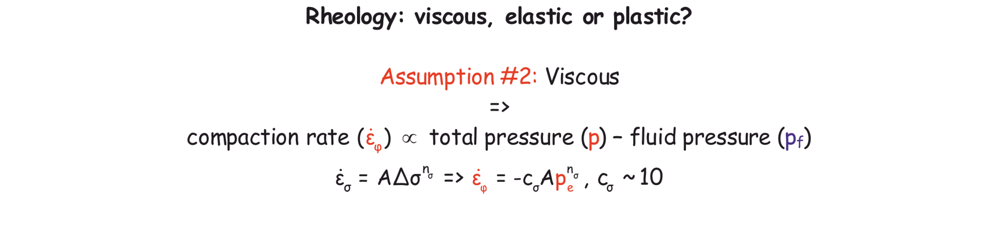 Rheology: viscous, elastic or plastic?
Assumption #2: Viscous
=>
compaction rate (ε̇φ) ∝ total pressure (p) – fluid pressure (pf)
ε̇σ = AΔσ^nσ => ε̇φ = -cσApe^nσ , cσ ~ 10